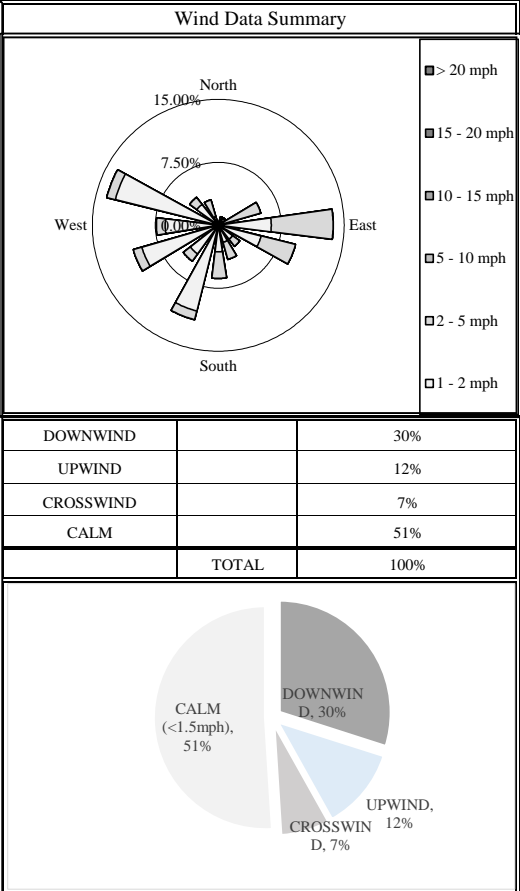 Wind Data Summary
North
15.00%
7.50%
West
0.00%
East
South
> 20 mph
15 - 20 mph
10 - 15 mph
5 - 10 mph
2 - 5 mph
1 - 2 mph
DOWNWIND 30%
UPWIND 12%
CROSSWIND 7%
CALM 51%
TOTAL 100%
DOWNWIN
D, 30%
CALM
(<1.5mph),
51%
UPWIND,
12%
CROSSWIN
D, 7%